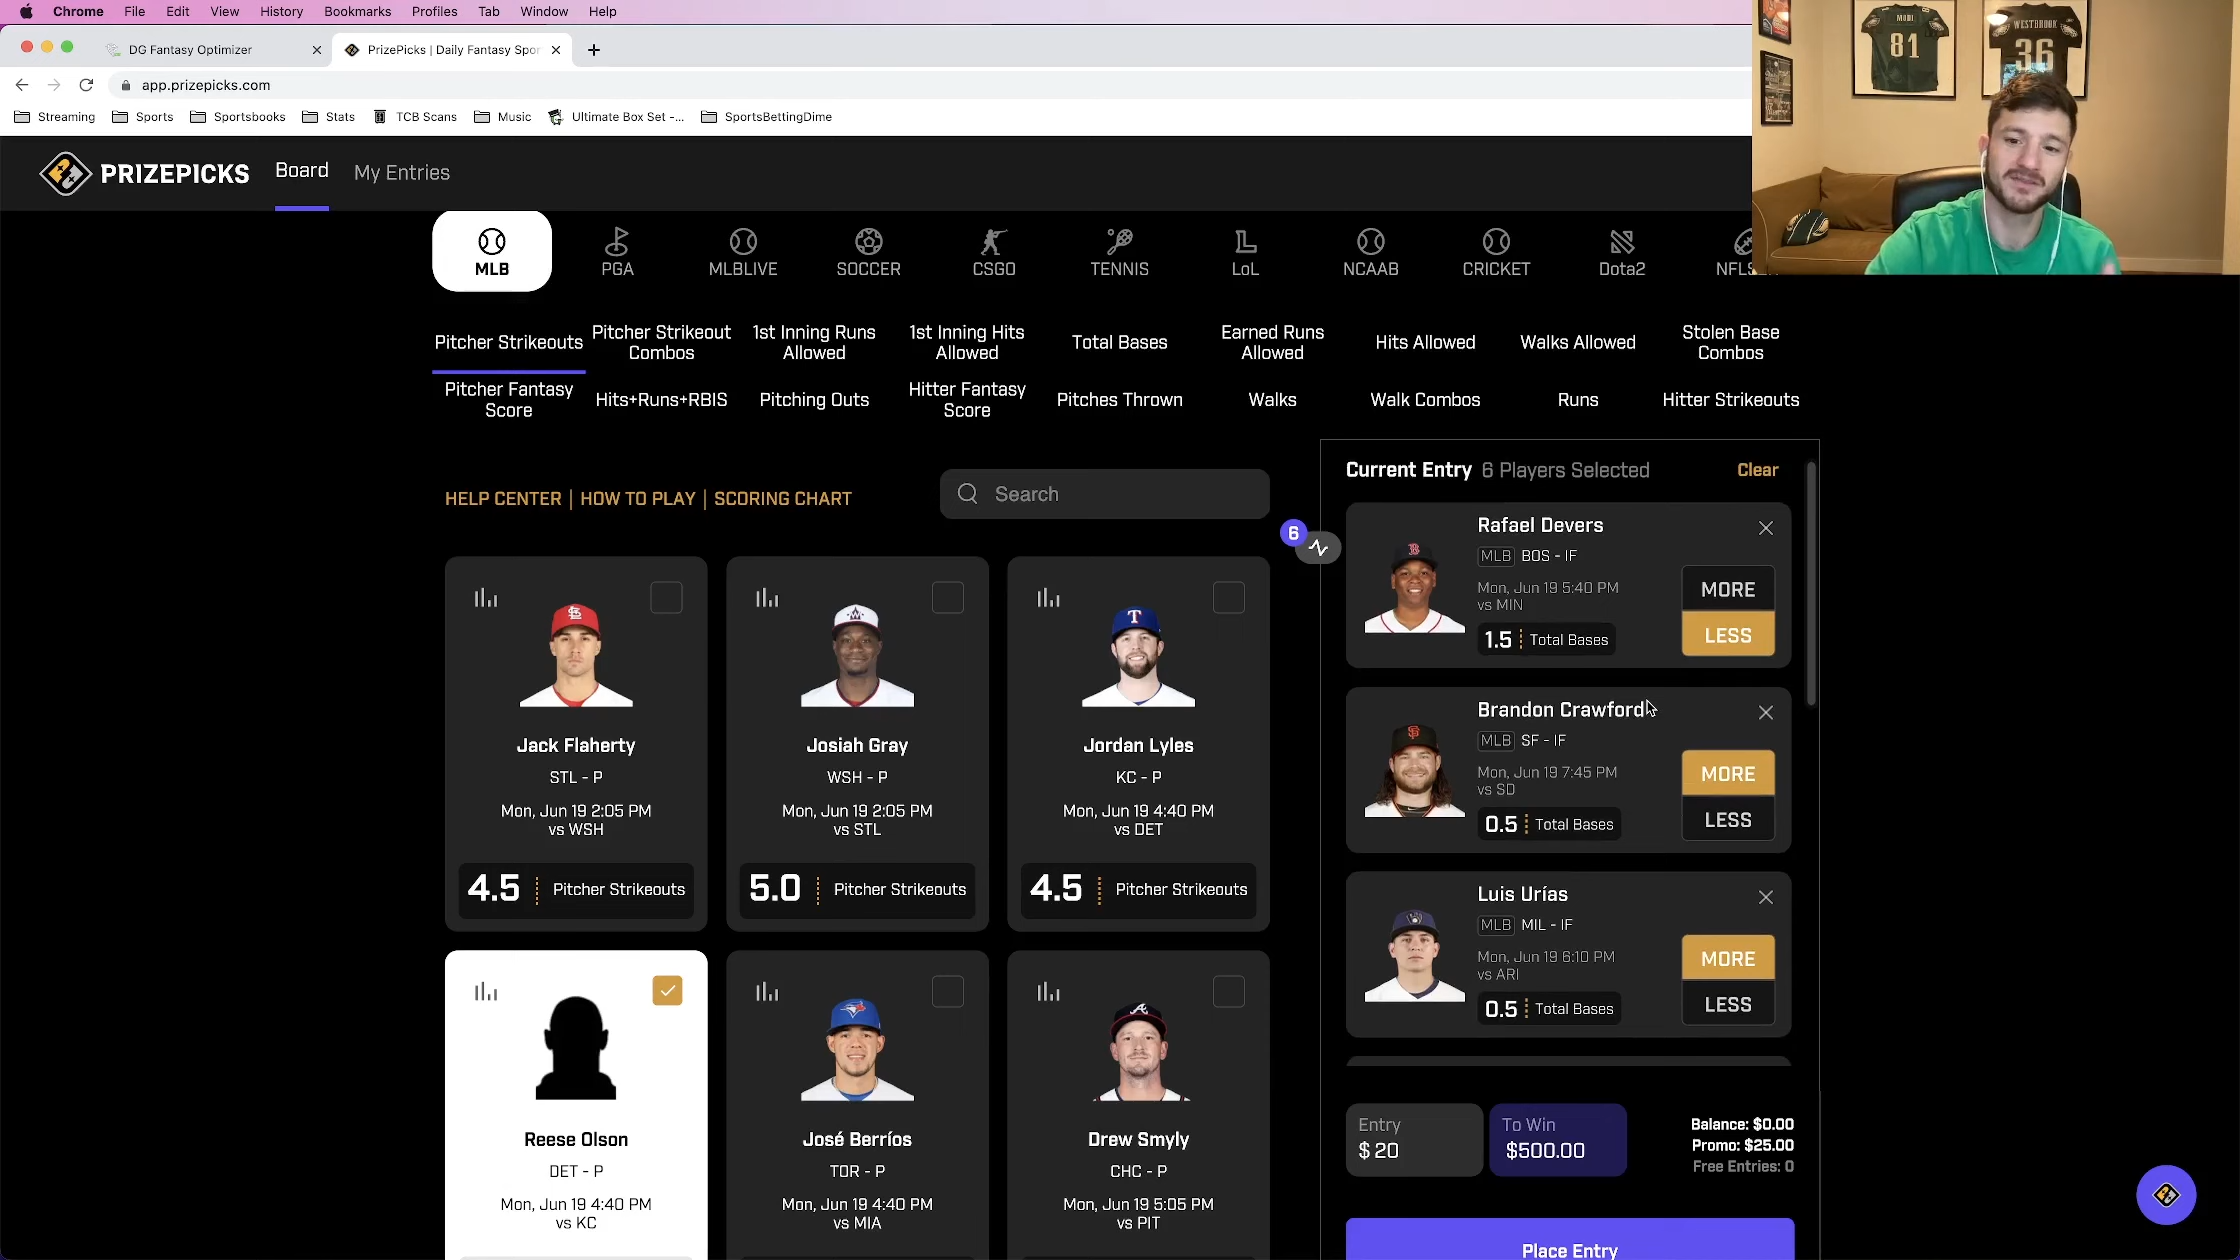 Chrome File Edit View History Bookmarks Profiles Tab Window Help
DG Fantasy Optimizer
PrizePicks | Daily Fantasy Spor
app.prizepicks.com
Streaming Sports Sportsbooks Stats TCB Scans Music Ultimate Box Set -... SportsBettingDime
81
WESTBROOK
36
PRIZEPICKS Board My Entries
MLB PGA MLBLIVE SOCCER CSGO TENNIS LoL NCAAB CRICKET Dota2
Pitcher Strikeouts
Pitcher Strikeout
Combos
1st Inning Runs
Allowed
1st Inning Hits
Allowed
Total Bases
Earned Runs
Allowed
Hits Allowed
Walks Allowed
Stolen Base
Combos
Pitcher Fantasy
Score
Hits+Runs+RBIS
Pitching Outs
Hitter Fantasy
Score
Pitches Thrown
Walks
Walk Combos
Runs
Hitter Strikeouts
HELP CENTER | HOW TO PLAY | SCORING CHART
Search
Jack Flaherty
STL - P
Mon, Jun 19 2:05 PM
vs WSH
4.5 Pitcher Strikeouts
Josiah Gray
WSH - P
Mon, Jun 19 2:05 PM
vs STL
5.0 Pitcher Strikeouts
T
Jordan Lyles
KC - P
Mon, Jun 19 4:40 PM
vs DET
4.5 Pitcher Strikeouts
Reese Olson
DET - P
Mon, Jun 19 4:40 PM
vs KC
José Berríos
TOR - P
Mon, Jun 19 4:40 PM
vs MIA
Drew Smyly
CHC - P
Mon, Jun 19 5:05 PM
vs PIT
6
Current Entry 6 Players Selected Clear
Rafael Devers
MLB BOS - IF
Mon, Jun 19 5:40 PM
vs MIN
1.5 Total Bases
MORE
LESS
Brandon Crawford
MLB SF - IF
Mon, Jun 19 7:45 PM
vs SD
0.5 Total Bases
MORE
LESS
Luis Urías
MLB MIL - IF
Mon, Jun 19 6:10 PM
vs ARI
0.5 Total Bases
MORE
LESS
Entry
$ 20
To Win
$500.00
Balance: $0.00
Promo: $25.00
Free Entries: 0
Place Entry